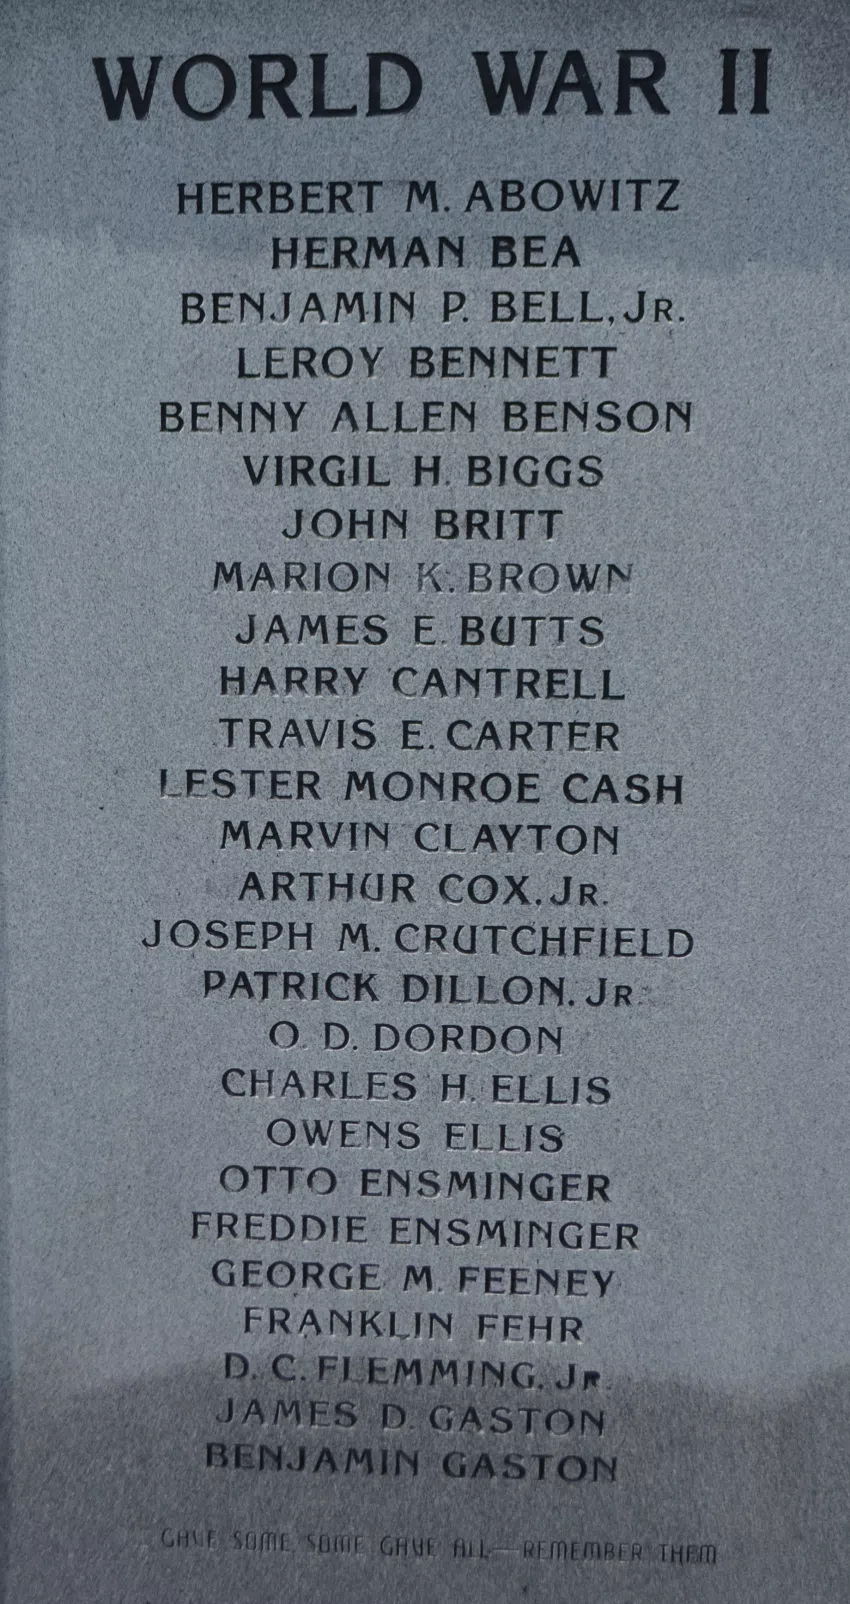 WORLD WAR II
HERBERT M. ABOWITZ
HERMAN BEA
BENJAMIN P. BELL, JR.
LEROY BENNETT
BENNY ALLEN BENSON
VIRGIL H. BIGGS
JOHN BRITT
MARION K. BROWN
JAMES E. BUTTS
HARRY CANTRELL
TRAVIS E. CARTER
LESTER MONROE CASH
MARVIN CLAYTON
ARTHUR COX, JR.
JOSEPH M. CRUTCHFIELD
PATRICK DILLON, JR.
O. D. DORDON
CHARLES H. ELLIS
OWENS ELLIS
OTTO ENSMINGER
FREDDIE ENSMINGER
GEORGE M. FEENEY
FRANKLIN FEHR
D. C. FLEMMING, JR.
JAMES D. GASTON
BENJAMIN GASTON
GAVE SOME, SOME GAVE ALL—REMEMBER THEM